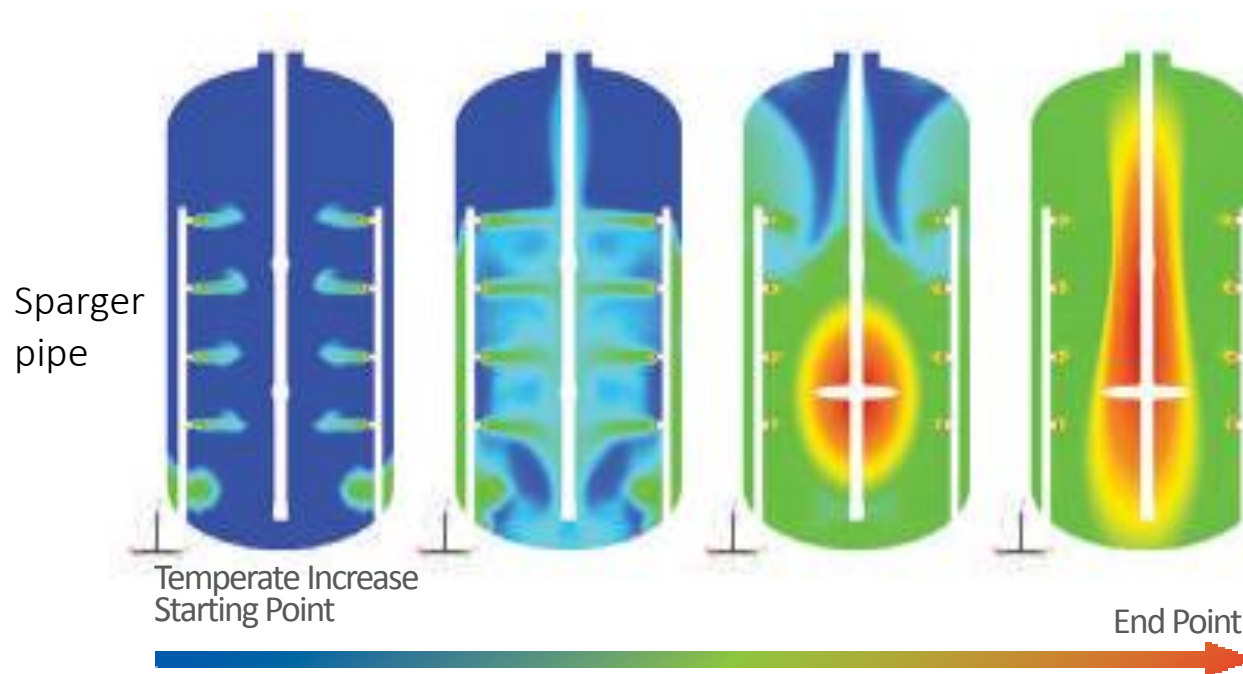 Sparger
pipe
Temperate Increase
Starting Point
End Point